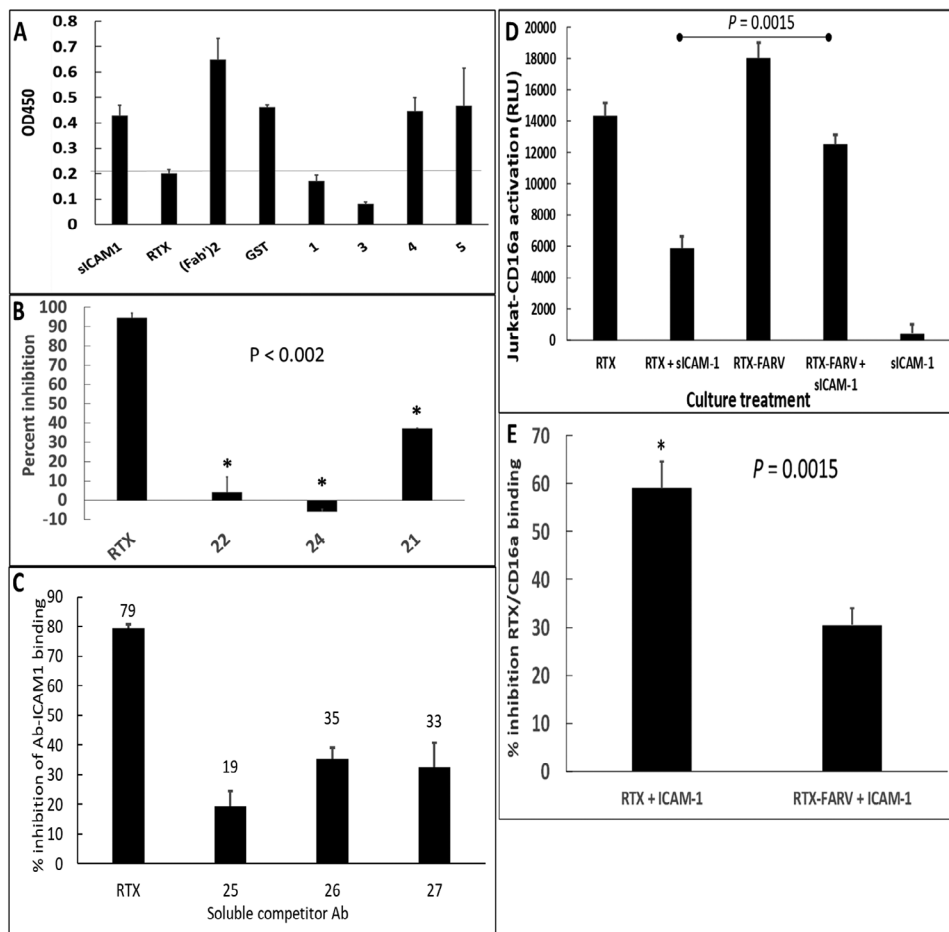 A
OD450
0.8
0.7
0.6
0.5
0.4
0.3
0.2
0.1
0
sICAM1
RTX
(Fab')2
GST
1
3
4
5
B
Percent inhibition
100
90
80
70
60
50
40
30
20
10
0
-10
P < 0.002
*
*
*
RTX
22
24
21
C
% inhibition of Ab-ICAM1 binding
90
80
70
60
50
40
30
20
10
0
79
19
35
33
RTX
25
26
27
Soluble competitor Ab
D
Jurkat-CD16a activation (RLU)
20000
18000
16000
14000
12000
10000
8000
6000
4000
2000
0
P = 0.0015
RTX
RTX + sICAM-1
RTX-FARV
RTX-FARV +
sICAM-1
sICAM-1
Culture treatment
E
% inhibition RTX/CD16a binding
70
60
50
40
30
20
10
0
*
P = 0.0015
RTX + ICAM-1
RTX-FARV + ICAM-1